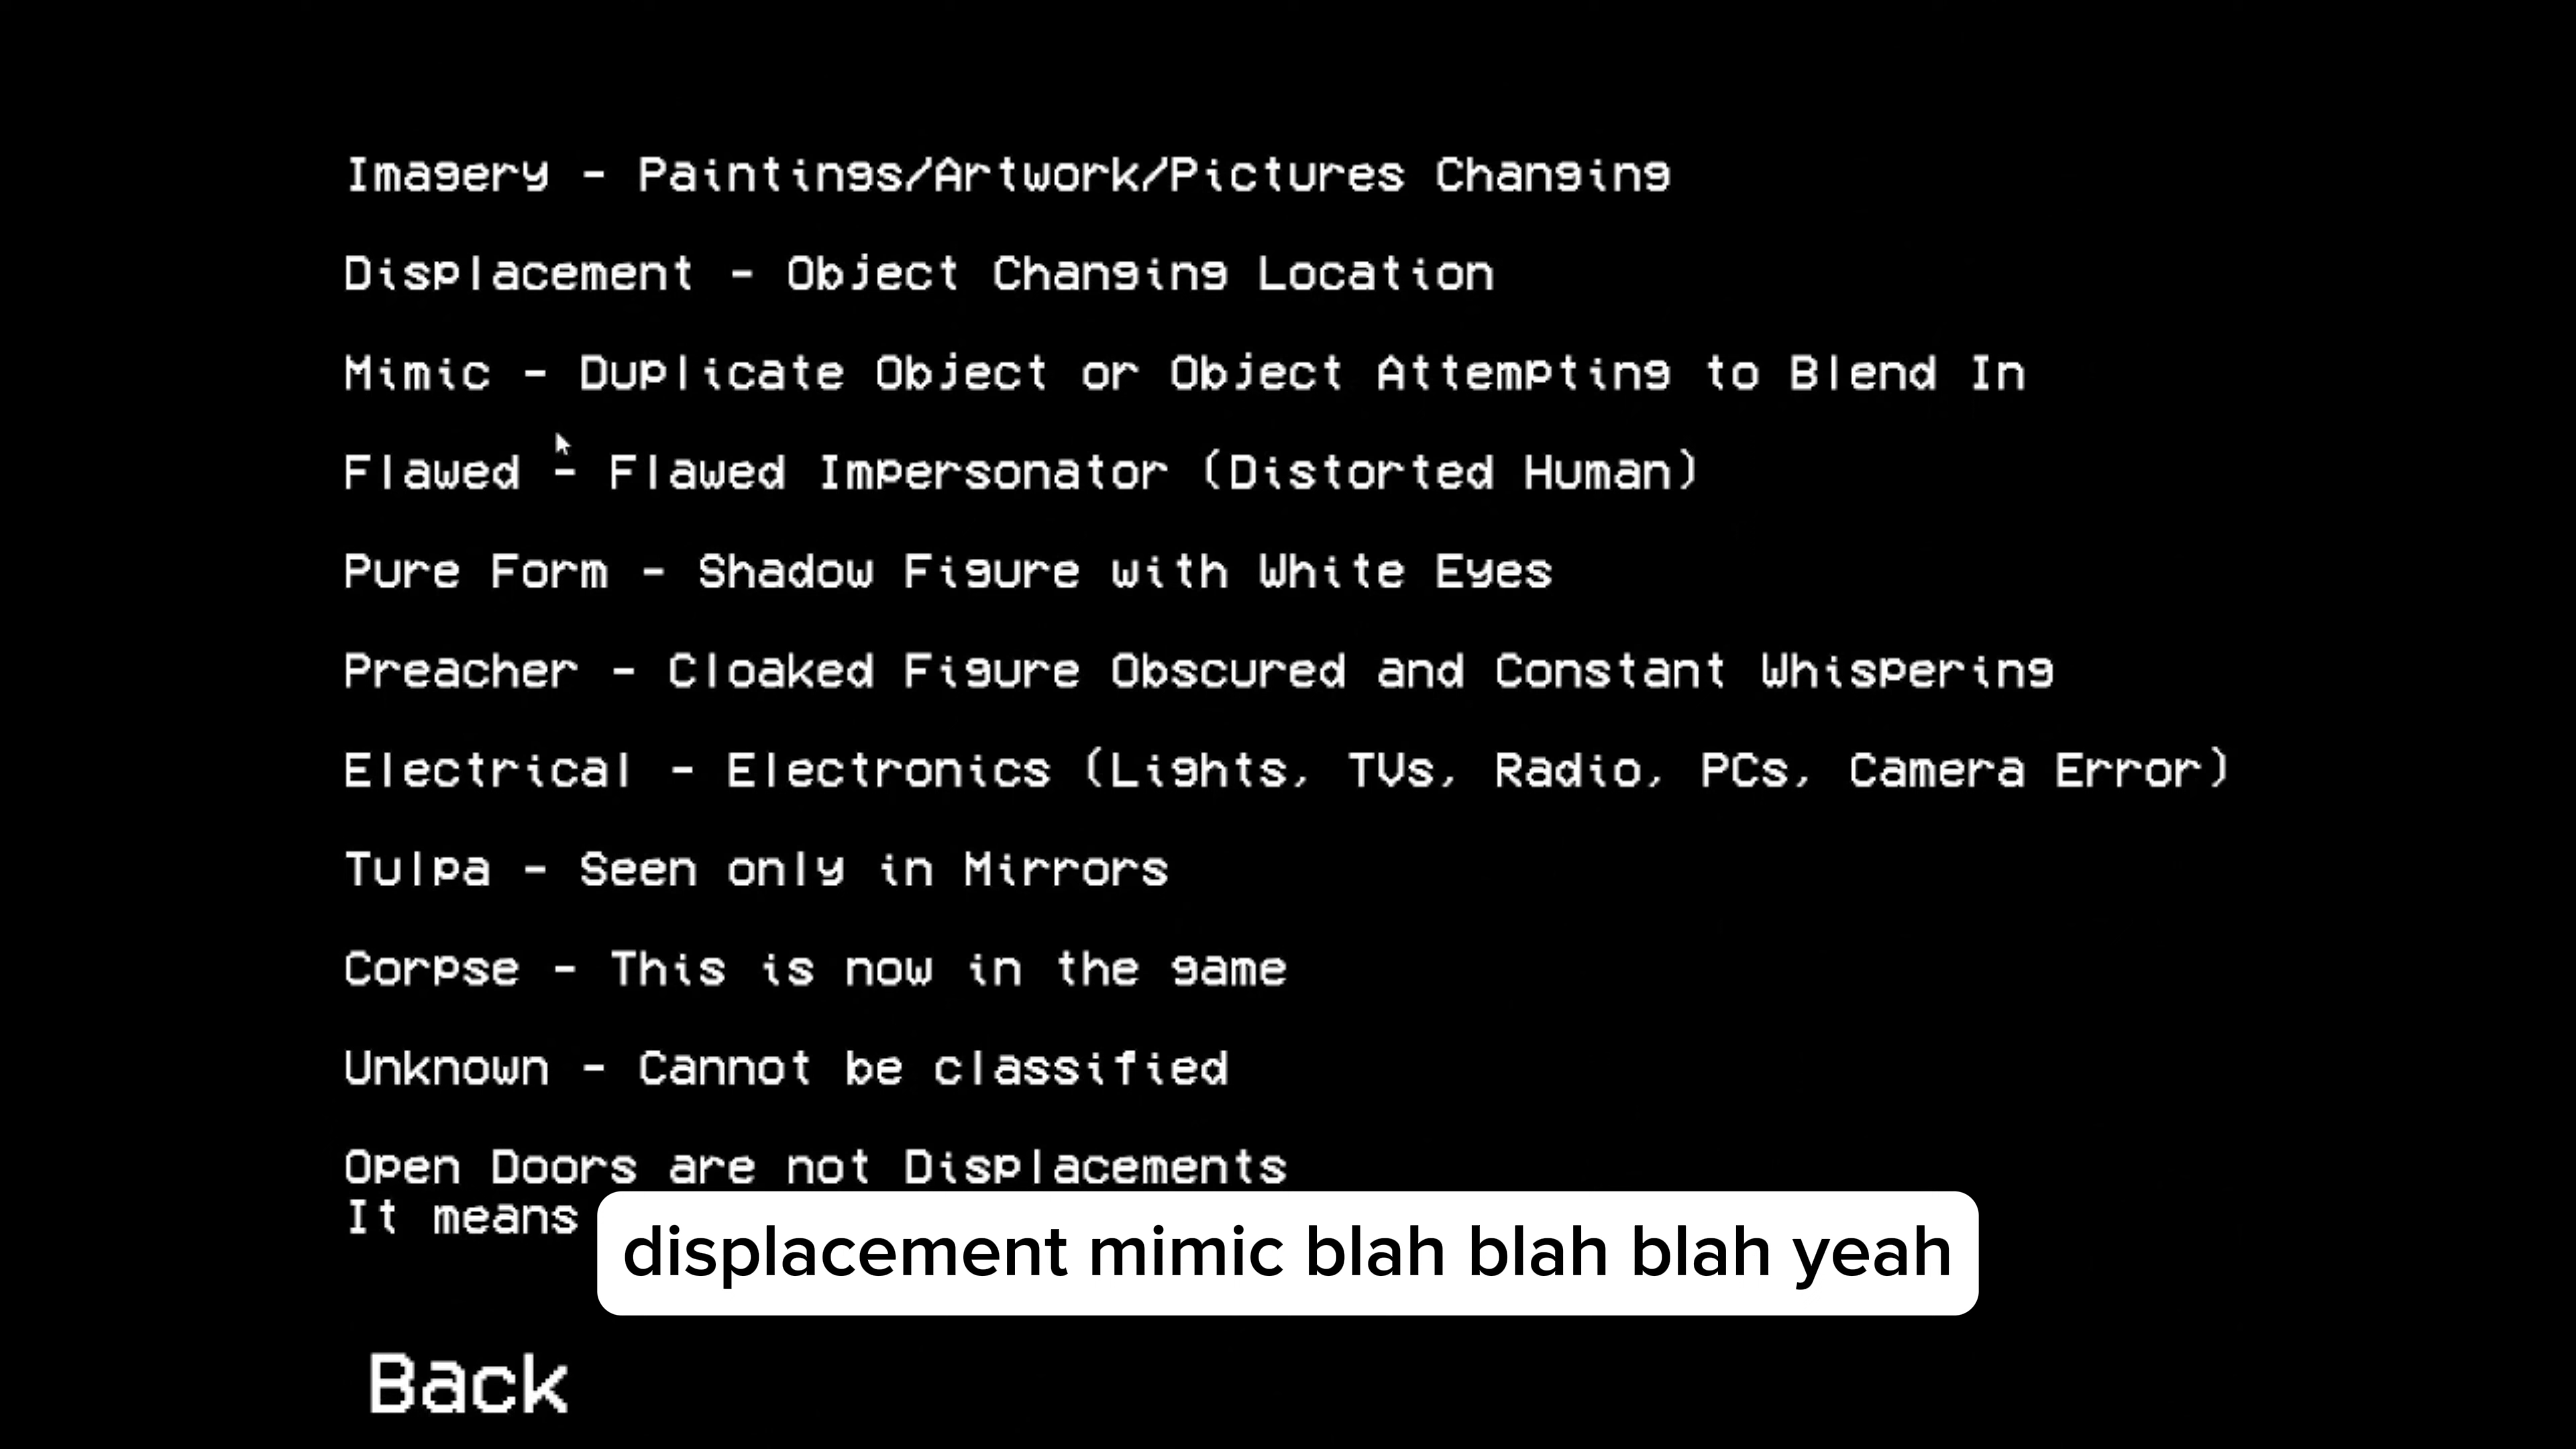 Imagery - Paintings/Artwork/Pictures Changing
Displacement - Object Changing Location
Mimic - Duplicate Object or Object Attempting to Blend In
Flawed - Flawed Impersonator (Distorted Human)
Pure Form - Shadow Figure with White Eyes
Preacher - Cloaked Figure Obscured and Constant Whispering
Electrical - Electronics (Lights, TVs, Radio, PCs, Camera Error)
Tulpa - Seen only in Mirrors
Corpse - This is now in the game
Unknown - Cannot be classified
Open Doors are not Displacements
It means
displacement mimic blah blah blah yeah
Back